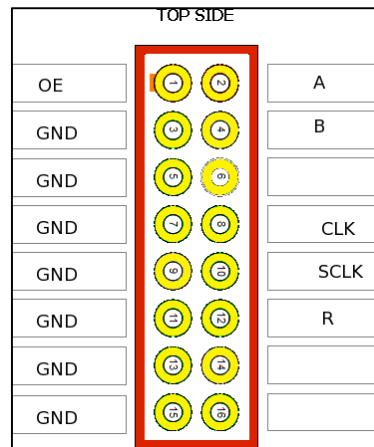 TOP SIDE
OE 1 2 A
GND 3 4 B
GND 5 6
GND 7 8 CLK
GND 9 10 SCLK
GND 11 12 R
GND 13 14
GND 15 16